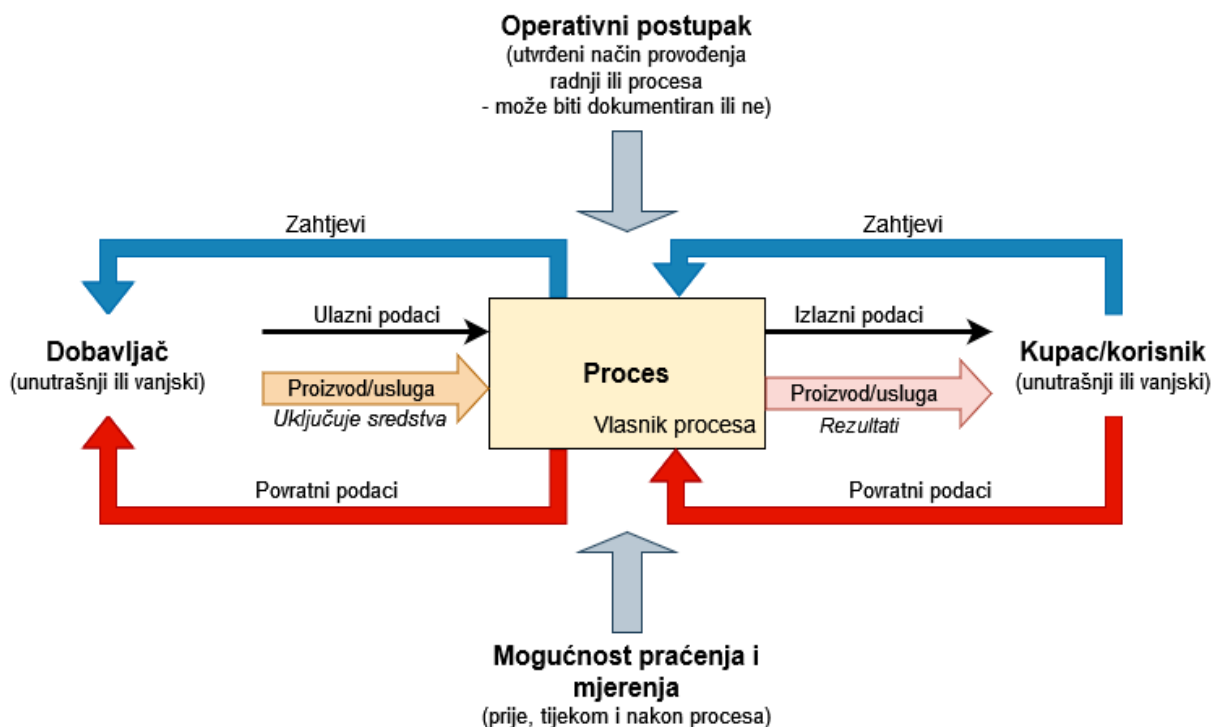 Operativni postupak
(utvrđeni način provođenja
radnji ili procesa
- može biti dokumentiran ili ne)
Zahtjevi
Zahtjevi
Ulazni podaci
Izlazni podaci
Dobavljač
(unutrašnji ili vanjski)
Proizvod/usluga
Uključuje sredstva
Proces
Vlasnik procesa
Proizvod/usluga
Rezultati
Kupac/korisnik
(unutrašnji ili vanjski)
Povratni podaci
Povratni podaci
Mogućnost praćenja i
mjerenja
(prije, tijekom i nakon procesa)